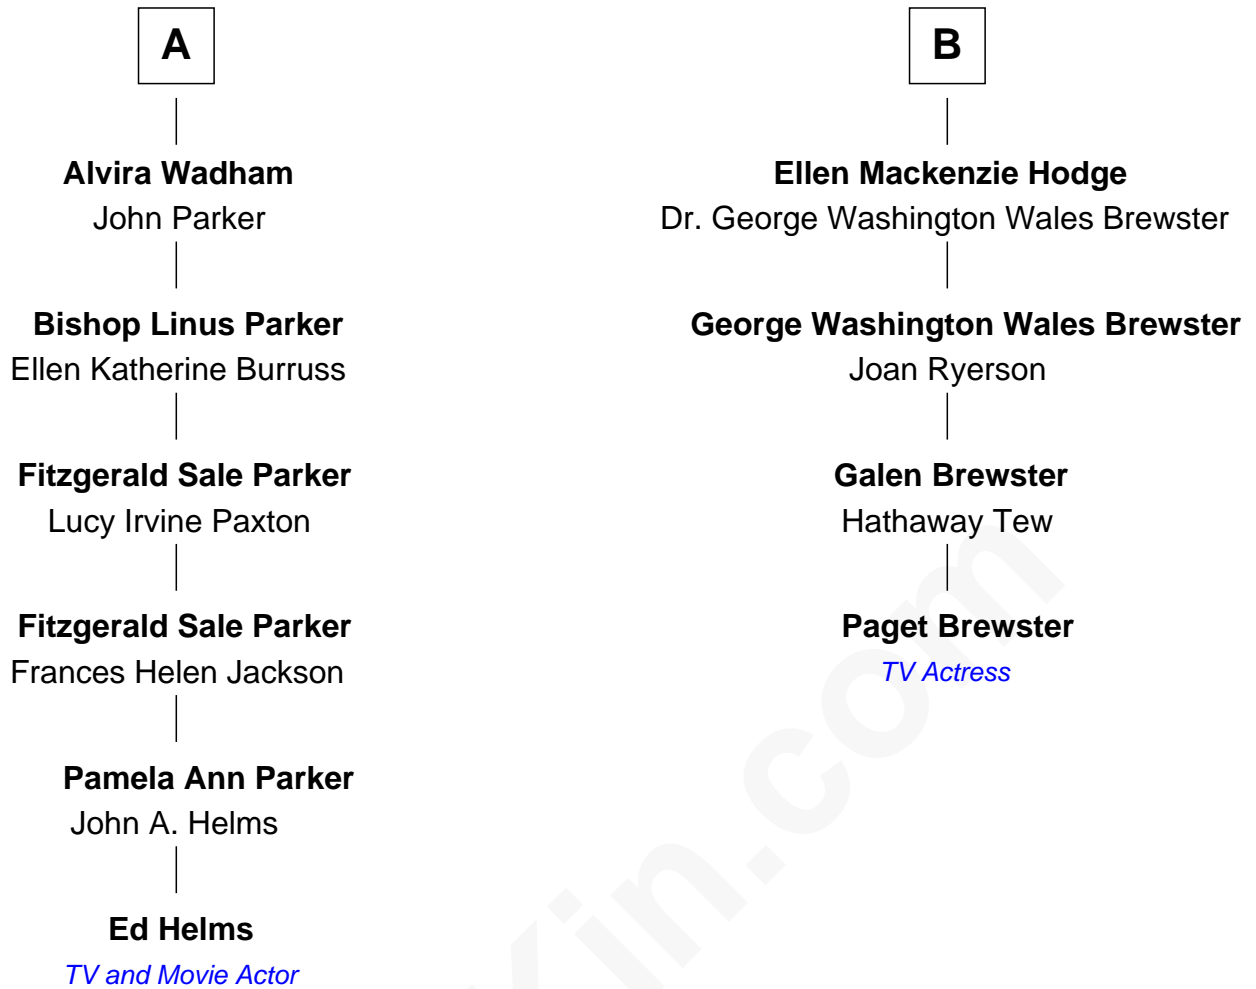 A
Alvira Wadham
John Parker
Bishop Linus Parker
Ellen Katherine Burruss
Fitzgerald Sale Parker
Lucy Irvine Paxton
Fitzgerald Sale Parker
Frances Helen Jackson
Pamela Ann Parker
John A. Helms
Ed Helms
TV and Movie Actor
B
Ellen Mackenzie Hodge
Dr. George Washington Wales Brewster
George Washington Wales Brewster
Joan Ryerson
Galen Brewster
Hathaway Tew
Paget Brewster
TV Actress
Kin.com